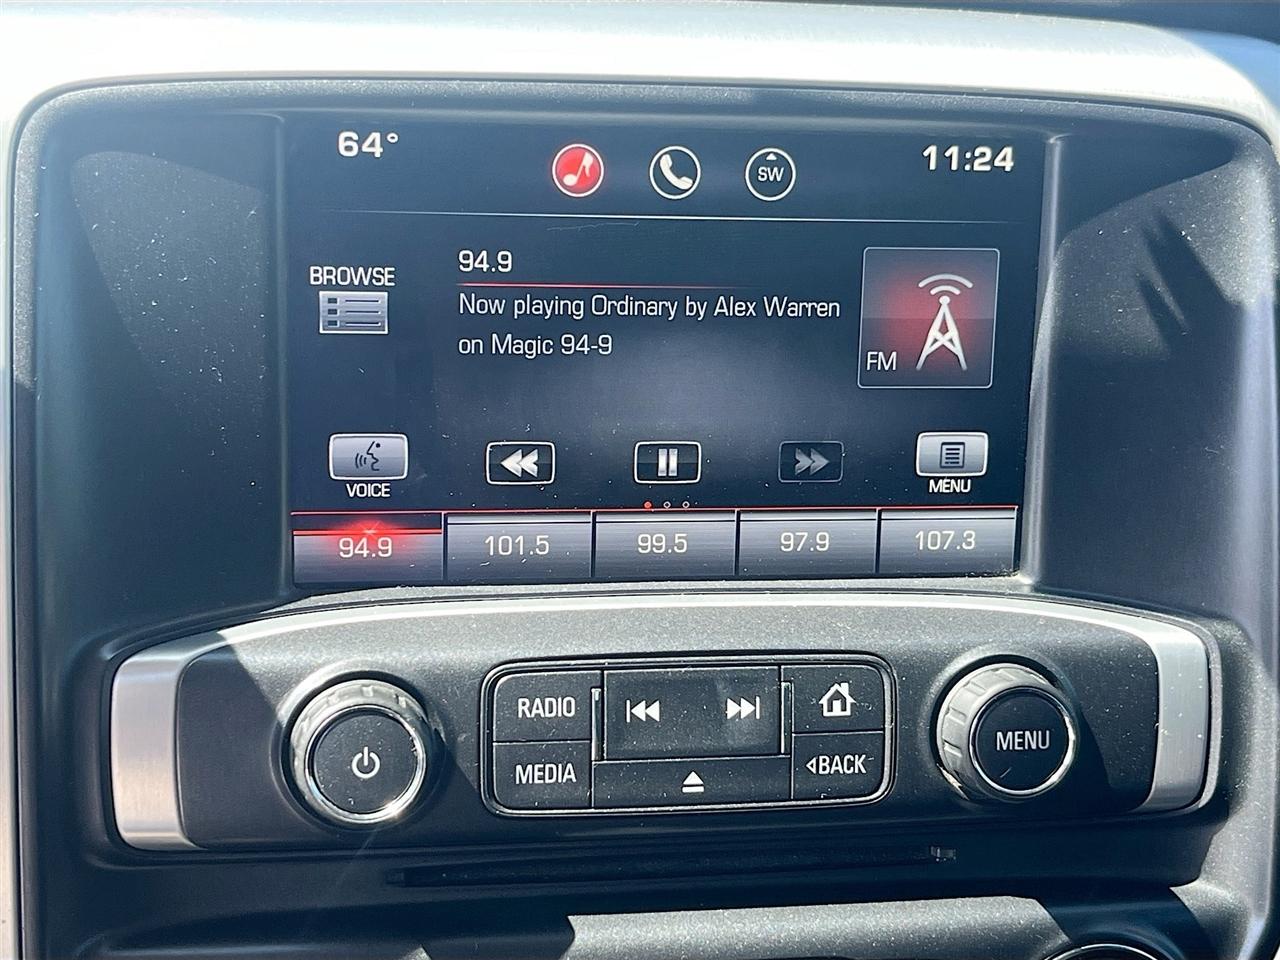 64°
SW
11:24
BROWSE
94.9
Now playing Ordinary by Alex Warren
on Magic 94-9
FM
VOICE
MENU
94.9
101.5
99.5
97.9
107.3
RADIO
MEDIA
BACK
MENU